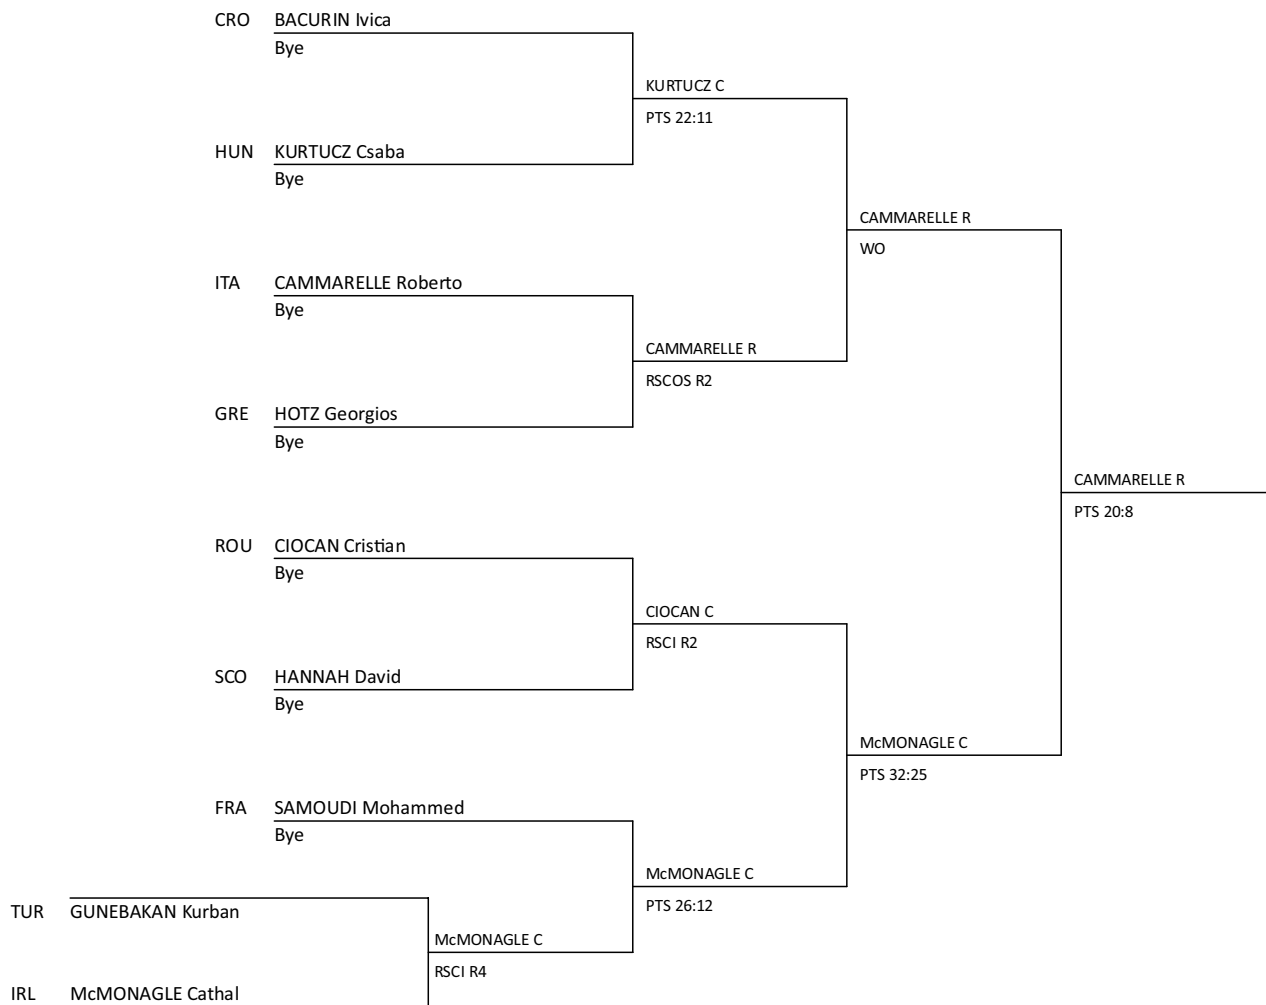 CRO BACURIN Ivica
Bye
KURTUCZ C
PTS 22:11
HUN KURTUCZ Csaba
Bye
CAMMARELLE R
WO
ITA CAMMARELLE Roberto
Bye
CAMMARELLE R
RSCOS R2
GRE HOTZ Georgios
Bye
CAMMARELLE R
PTS 20:8
ROU CIOCAN Cristian
Bye
CIOCAN C
RSCI R2
SCO HANNAH David
Bye
McMONAGLE C
PTS 32:25
FRA SAMOUDI Mohammed
Bye
McMONAGLE C
PTS 26:12
TUR GUNEBAKAN Kurban
McMONAGLE C
RSCI R4
IRL McMONAGLE Cathal